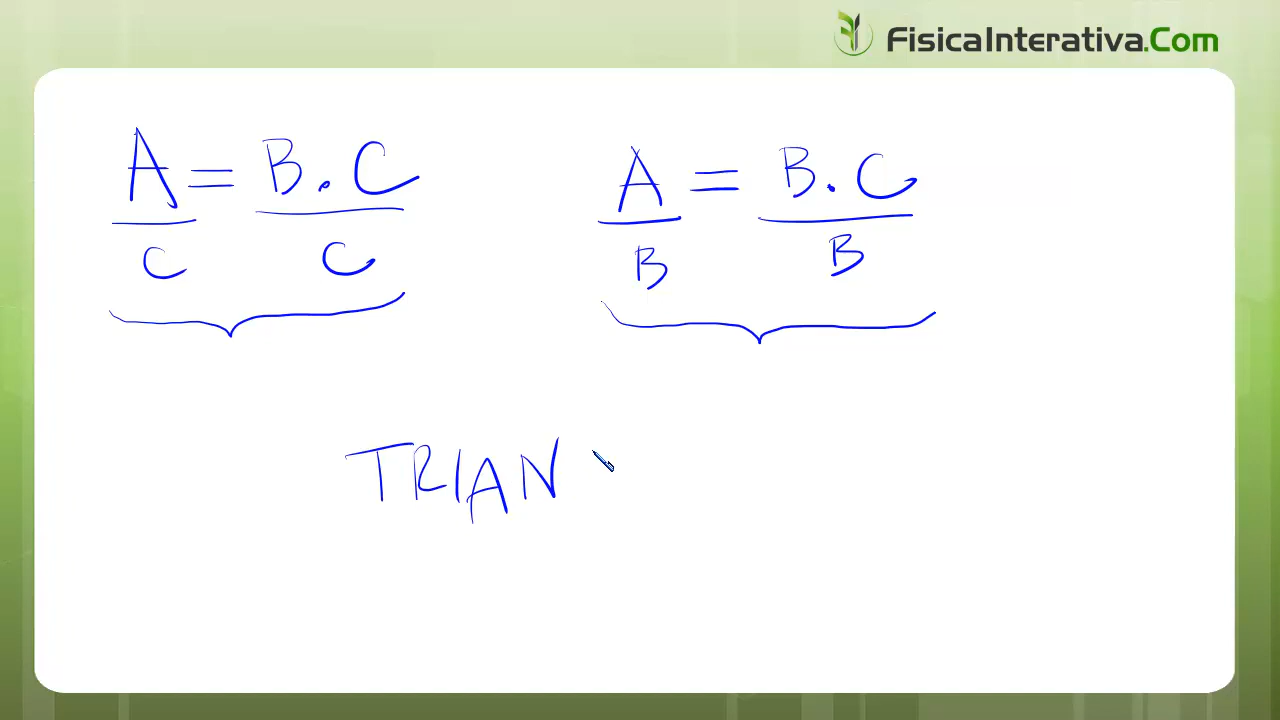 FisicaInterativa.Com
A = B.C A = B.C
C C B B
TRIAN